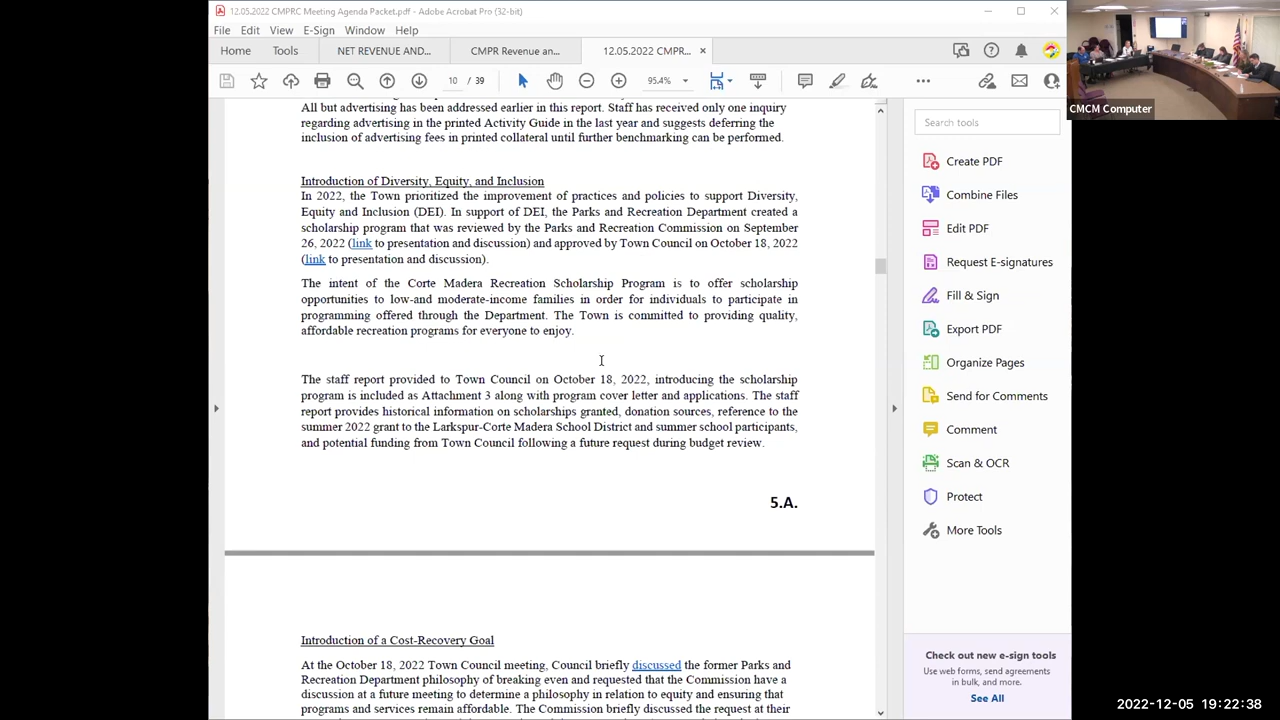 12.05.2022 CMPRC Meeting Agenda Packet.pdf - Adobe Acrobat Pro (32-bit)
File Edit View E-Sign Window Help
Home Tools NET REVENUE AND... CMPR Revenue an... 12.05.2022 CMPR... ×
10 / 39 95.4%
CMCM Computer
All but advertising has been addressed earlier in this report. Staff has received only one inquiry
regarding advertising in the printed Activity Guide in the last year and suggests deferring the
inclusion of advertising fees in printed collateral until further benchmarking can be performed.
Introduction of Diversity, Equity, and Inclusion
In 2022, the Town prioritized the improvement of practices and policies to support Diversity,
Equity and Inclusion (DEI). In support of DEI, the Parks and Recreation Department created a
scholarship program that was reviewed by the Parks and Recreation Commission on September
26, 2022 (link to presentation and discussion) and approved by Town Council on October 18, 2022
(link to presentation and discussion).
The intent of the Corte Madera Recreation Scholarship Program is to offer scholarship
opportunities to low-and moderate-income families in order for individuals to participate in
programming offered through the Department. The Town is committed to providing quality,
affordable recreation programs for everyone to enjoy.
The staff report provided to Town Council on October 18, 2022, introducing the scholarship
program is included as Attachment 3 along with program cover letter and applications. The staff
report provides historical information on scholarships granted, donation sources, reference to the
summer 2022 grant to the Larkspur-Corte Madera School District and summer school participants,
and potential funding from Town Council following a future request during budget review.
5.A.
Introduction of a Cost-Recovery Goal
At the October 18, 2022 Town Council meeting, Council briefly discussed the former Parks and
Recreation Department philosophy of breaking even and requested that the Commission have a
discussion at a future meeting to determine a philosophy in relation to equity and ensuring that
programs and services remain affordable. The Commission briefly discussed the request at their
Search tools
Create PDF
Combine Files
Edit PDF
Request E-signatures
Fill & Sign
Export PDF
Organize Pages
Send for Comments
Comment
Scan & OCR
Protect
More Tools
Check out new e-sign tools
Use web forms, send agreements
in bulk, and more.
See All
2022-12-05 19:22:38